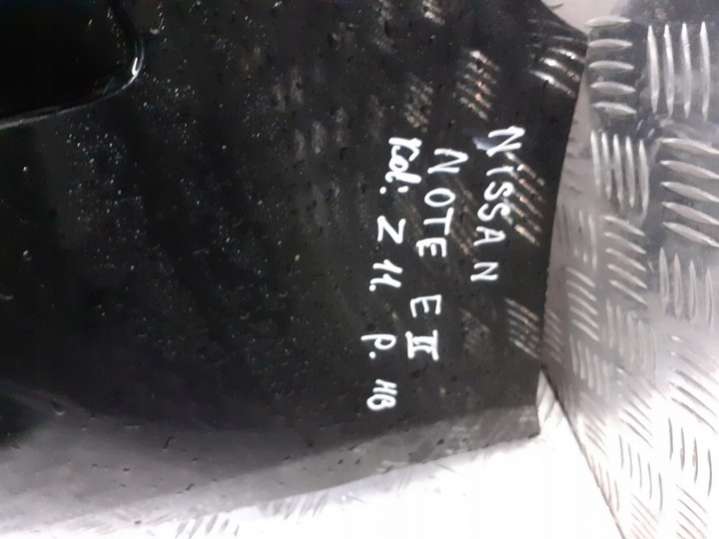 NISSAN
NOTE E II
kol: Z 11. P. HB